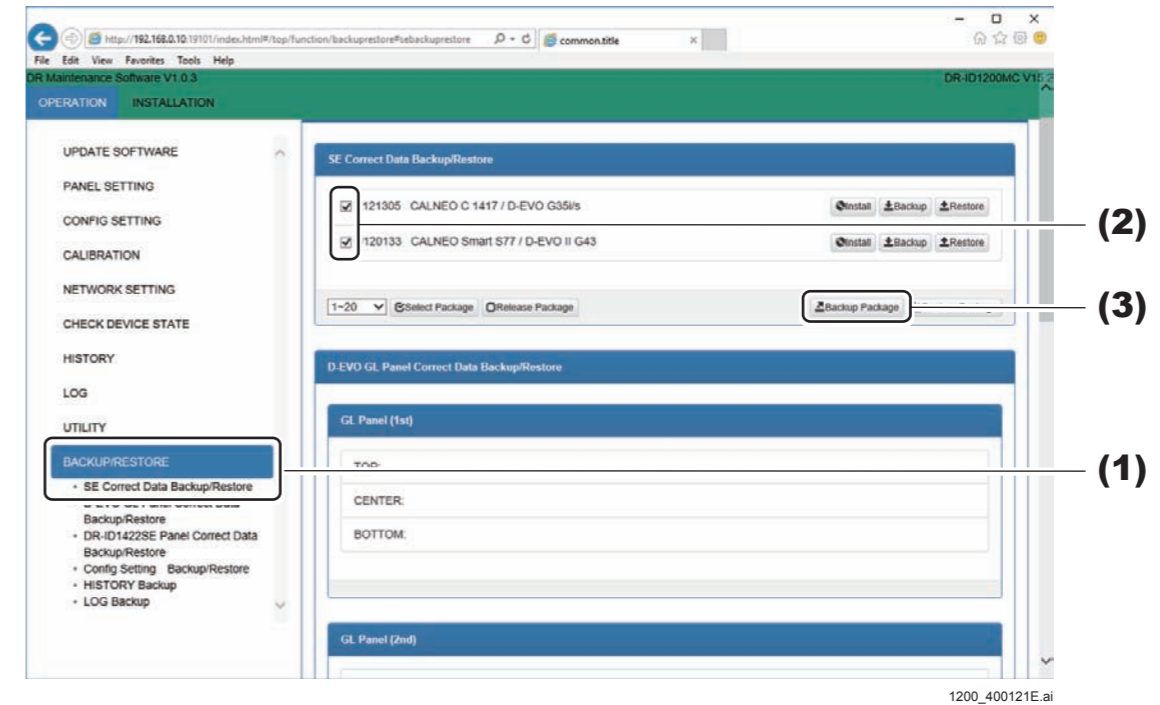 http://192.168.0.10:19101/index.html#/top/function/backuprestore#sebackuprestore
common.title
File Edit View Favorites Tools Help
DR Maintenance Software V1.0.3
DR-ID1200MC V15.2
OPERATION INSTALLATION
UPDATE SOFTWARE
PANEL SETTING
CONFIG SETTING
CALIBRATION
NETWORK SETTING
CHECK DEVICE STATE
HISTORY
LOG
UTILITY
BACKUP/RESTORE
• SE Correct Data Backup/Restore
Backup/Restore
• DR-ID1422SE Panel Correct Data
Backup/Restore
• Config Setting Backup/Restore
• HISTORY Backup
• LOG Backup
SE Correct Data Backup/Restore
121305 CALNEO C 1417 / D-EVO G35i/s
Install Backup Restore
120133 CALNEO Smart S77 / D-EVO II G43
Install Backup Restore
1~20 Select Package Release Package
Backup Package
D-EVO GL Panel Correct Data Backup/Restore
GL Panel (1st)
TOP:
CENTER:
BOTTOM:
GL Panel (2nd)
(2)
(3)
(1)
1200_400121E.ai